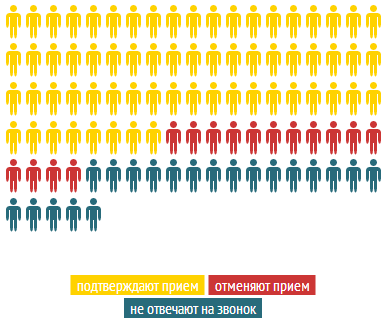 подтверждают прием отменяют прием
не отвечают на звонок